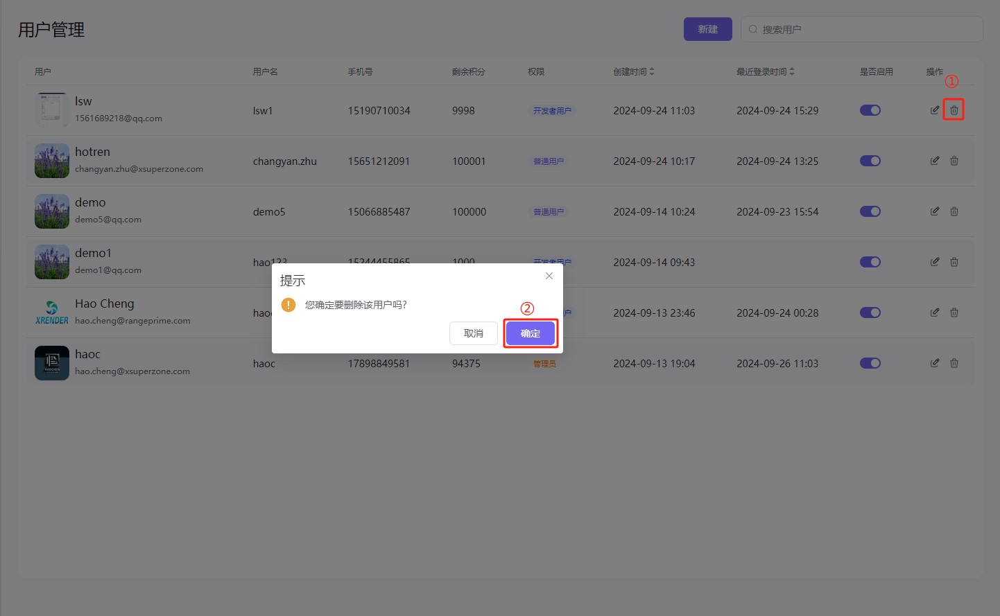 用户管理
新建
搜索用户
用户 用户名 手机号 剩余积分 权限 创建时间 最近登录时间 是否启用 操作
①
lsw
1561689218@qq.com
lsw1 15190710034 9998 开发者用户 2024-09-24 11:03 2024-09-24 15:29
hotren
changyan.zhu@xsuperzone.com
changyan.zhu 15651212091 100001 普通用户 2024-09-24 10:17 2024-09-24 13:25
demo
demo5@qq.com
demo5 15066885487 100000 普通用户 2024-09-14 10:24 2024-09-23 15:54
demo1
demo1@qq.com
hao123 15244455865 1000 开发者用户 2024-09-14 09:43
提示
您确定要删除该用户吗?
②
取消 确定
XRENDER
Hao Cheng
hao.cheng@rangeprime.com
户 2024-09-13 23:46 2024-09-24 00:28
haoc
hao.cheng@xsuperzone.com
haoc 17898849581 94375 管理员 2024-09-13 19:04 2024-09-26 11:03